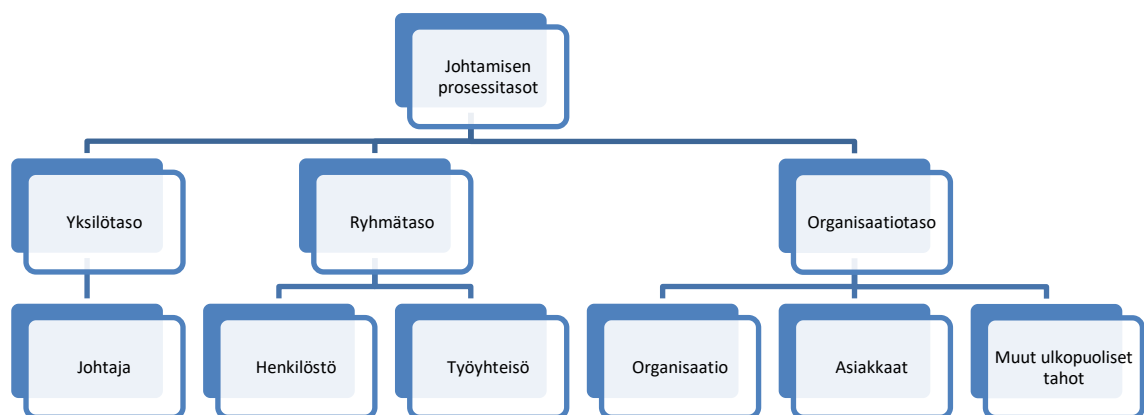 Johtamisen
prosessitasot
Yksilötaso
Ryhmätaso
Organisaatiotaso
Johtaja
Henkilöstö
Työyhteisö
Organisaatio
Asiakkaat
Muut ulkopuoliset
tahot